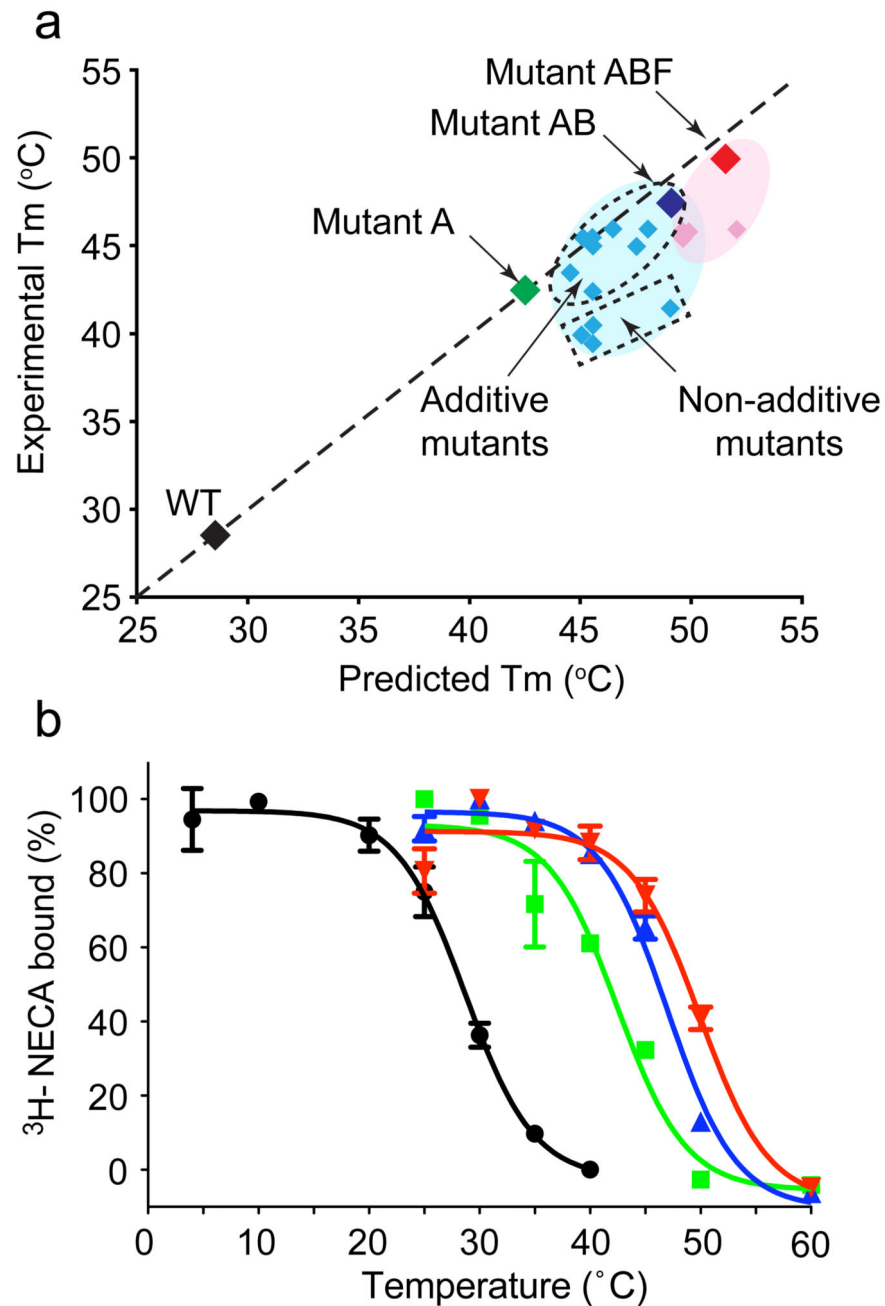 a
Experimental Tm (°C)
55
50
45
40
35
30
25
Mutant ABF
Mutant AB
Mutant A
Additive
mutants
Non-additive
mutants
WT
25 30 35 40 45 50 55
Predicted Tm (°C)
b
³H- NECA bound (%)
100
80
60
40
20
0
0 10 20 30 40 50 60
Temperature (°C)